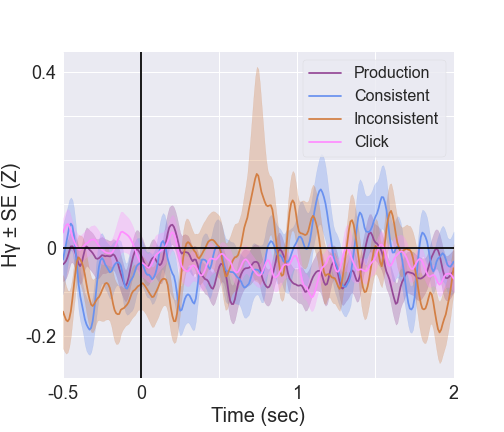 Production
Consistent
Inconsistent
Click
0.4
0
-0.2
Hγ ± SE (Z)
-0.5 0 1 2
Time (sec)